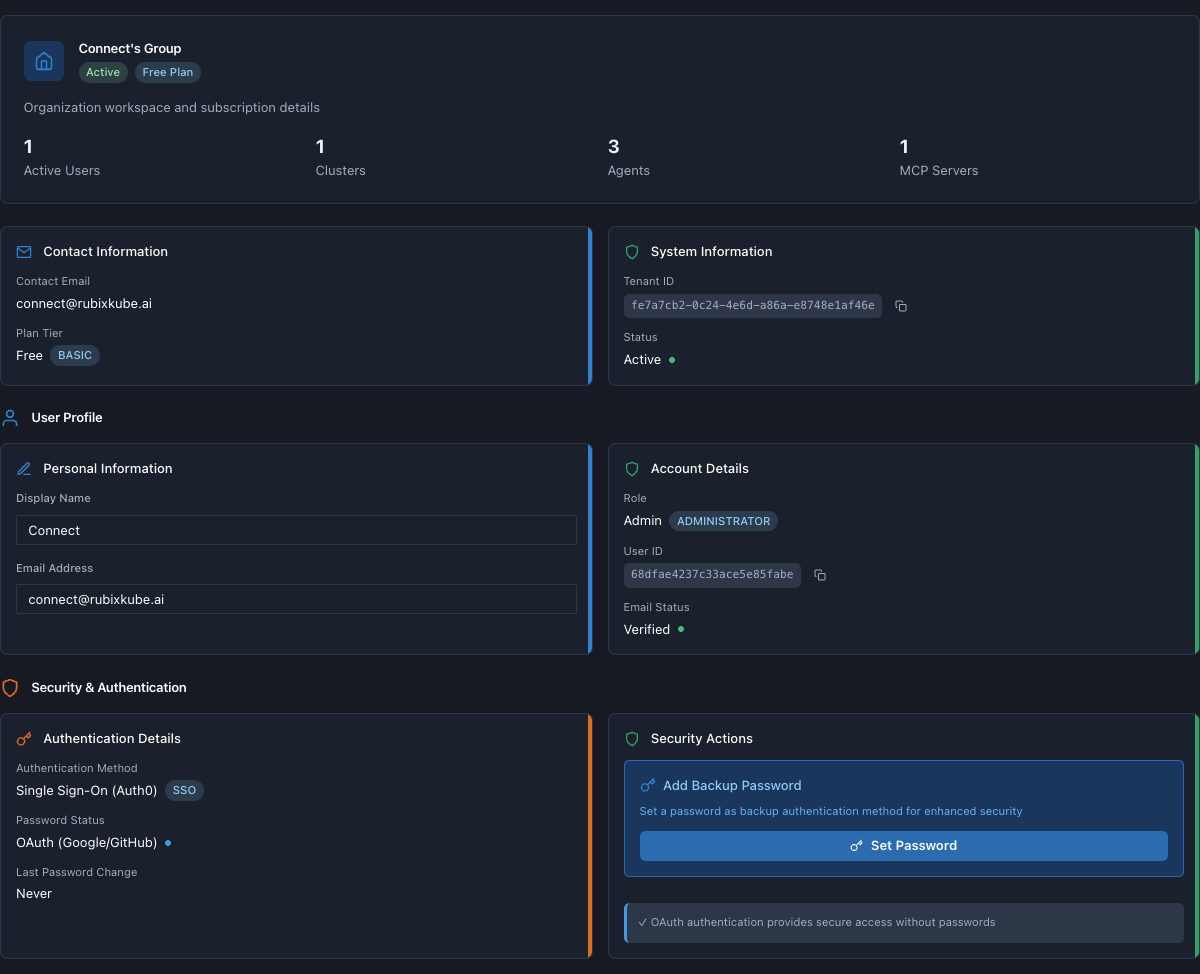 Connect's Group
Active Free Plan
Organization workspace and subscription details
1 1 3 1
Active Users Clusters Agents MCP Servers
Contact Information
Contact Email
connect@rubixkube.ai
Plan Tier
Free BASIC
System Information
Tenant ID
fe7a7cb2-0c24-4e6d-a86a-e8748e1af46e
Status
Active
User Profile
Personal Information
Display Name
Connect
Email Address
connect@rubixkube.ai
Account Details
Role
Admin ADMINISTRATOR
User ID
68dfae4237c33ace5e85fabe
Email Status
Verified
Security & Authentication
Authentication Details
Authentication Method
Single Sign-On (Auth0) SSO
Password Status
OAuth (Google/GitHub)
Last Password Change
Never
Security Actions
Add Backup Password
Set a password as backup authentication method for enhanced security
Set Password
✓ OAuth authentication provides secure access without passwords